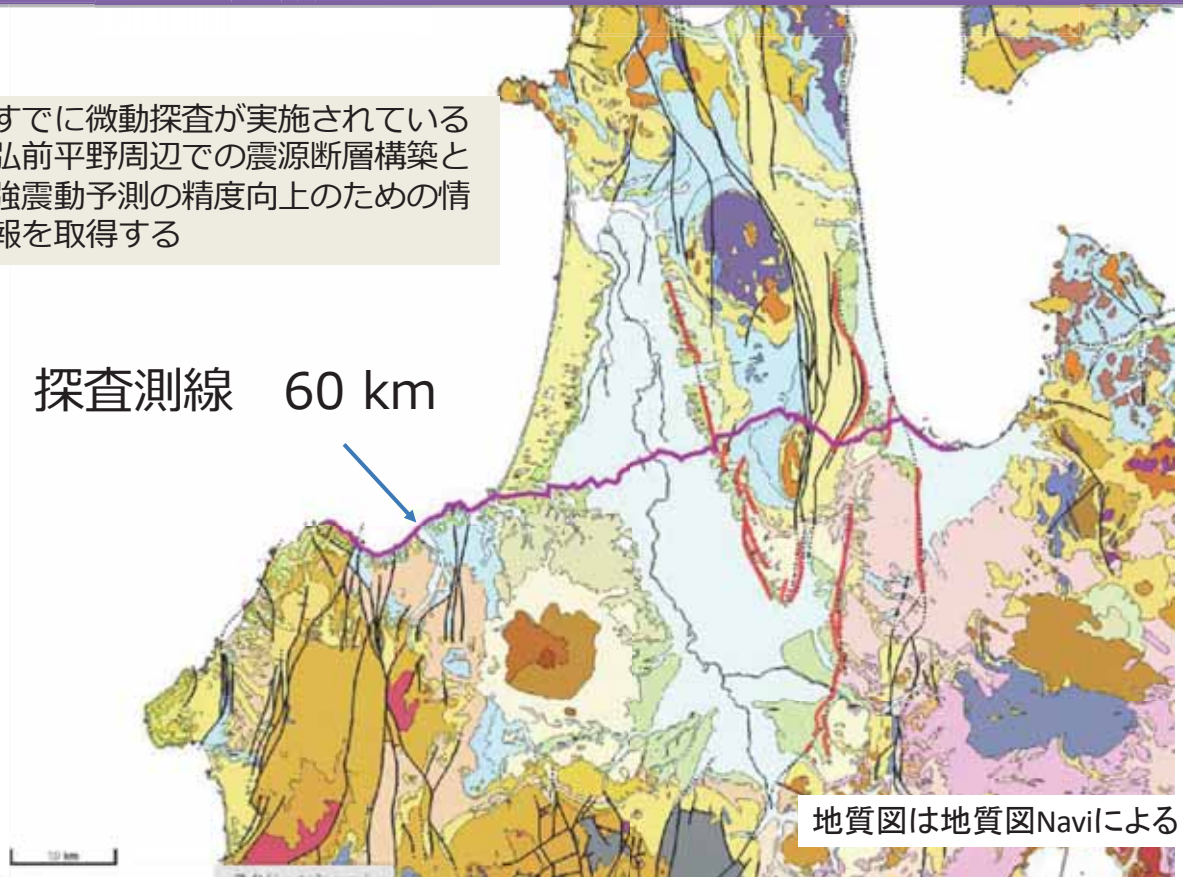 すでに微動探査が実施されている
弘前平野周辺での震源断層構築と
強震動予測の精度向上のための情
報を取得する
探査測線　60 km
地質図は地質図Naviによる
10 km